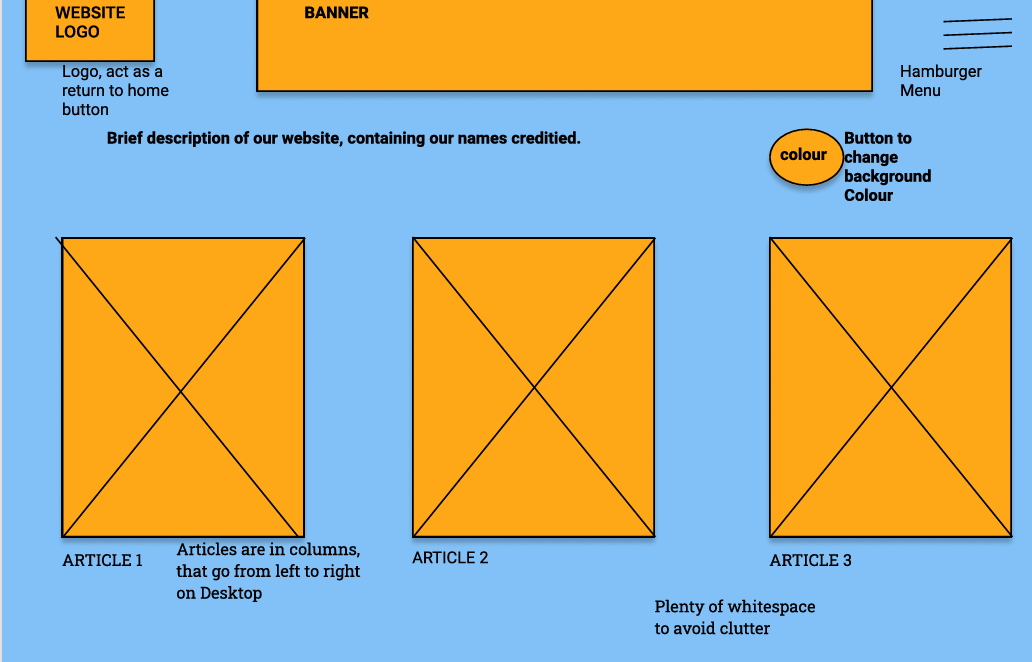 WEBSITE
LOGO
BANNER
Logo, act as a
return to home
button
Hamburger
Menu
Brief description of our website, containing our names creditied.
colour
Button to
change
background
Colour
ARTICLE 1
Articles are in columns,
that go from left to right
on Desktop
ARTICLE 2
ARTICLE 3
Plenty of whitespace
to avoid clutter